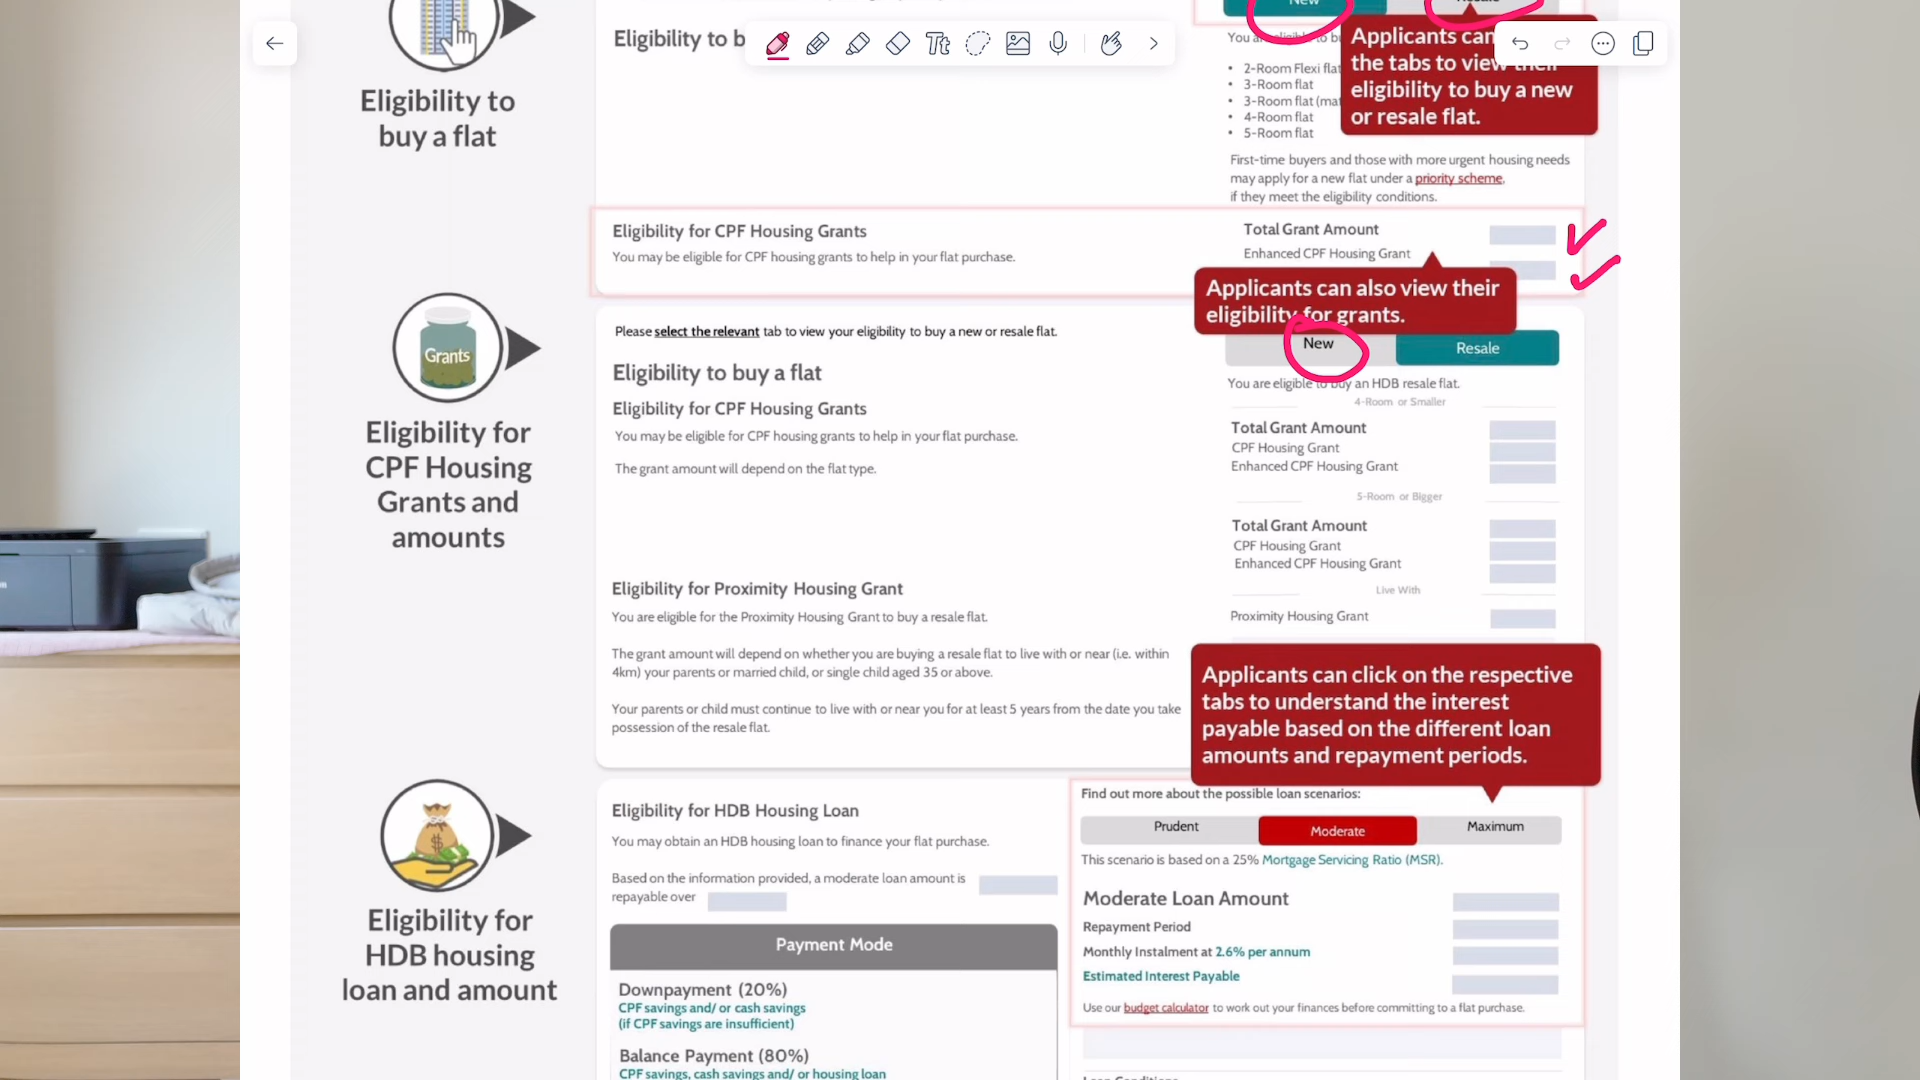 New
Resale
Eligibility to b
Tt
You are eligible to bu
Applicants can
the tabs to view their
eligibility to buy a new
or resale flat.
• 2-Room Flexi flat
• 3-Room flat
• 3-Room flat (mat
• 4-Room flat
• 5-Room flat
First-time buyers and those with more urgent housing needs
may apply for a new flat under a priority scheme,
if they meet the eligibility conditions.
Eligibility to
buy a flat
Eligibility for CPF Housing Grants
You may be eligible for CPF housing grants to help in your flat purchase.
Total Grant Amount
Enhanced CPF Housing Grant
Applicants can also view their
eligibility for grants.
Grants
Eligibility for
CPF Housing
Grants and
amounts
Please select the relevant tab to view your eligibility to buy a new or resale flat.
New
Resale
Eligibility to buy a flat
You are eligible to buy an HDB resale flat.
Eligibility for CPF Housing Grants
You may be eligible for CPF housing grants to help in your flat purchase.
The grant amount will depend on the flat type.
4-Room or Smaller
Total Grant Amount
CPF Housing Grant
Enhanced CPF Housing Grant
5-Room or Bigger
Total Grant Amount
CPF Housing Grant
Enhanced CPF Housing Grant
Live With
Proximity Housing Grant
Eligibility for Proximity Housing Grant
You are eligible for the Proximity Housing Grant to buy a resale flat.
The grant amount will depend on whether you are buying a resale flat to live with or near (i.e. within
4km) your parents or married child, or single child aged 35 or above.
Your parents or child must continue to live with or near you for at least 5 years from the date you take
possession of the resale flat.
Applicants can click on the respective
tabs to understand the interest
payable based on the different loan
amounts and repayment periods.
$
Eligibility for
HDB housing
loan and amount
Eligibility for HDB Housing Loan
You may obtain an HDB housing loan to finance your flat purchase.
Based on the information provided, a moderate loan amount is
repayable over
Payment Mode
Downpayment (20%)
CPF savings and/ or cash savings
(if CPF savings are insufficient)
Balance Payment (80%)
CPF savings, cash savings and/ or housing loan
Find out more about the possible loan scenarios:
Prudent
Moderate
Maximum
This scenario is based on a 25% Mortgage Servicing Ratio (MSR).
Moderate Loan Amount
Repayment Period
Monthly Instalment at 2.6% per annum
Estimated Interest Payable
Use our budget calculator to work out your finances before committing to a flat purchase.
Loan Conditions